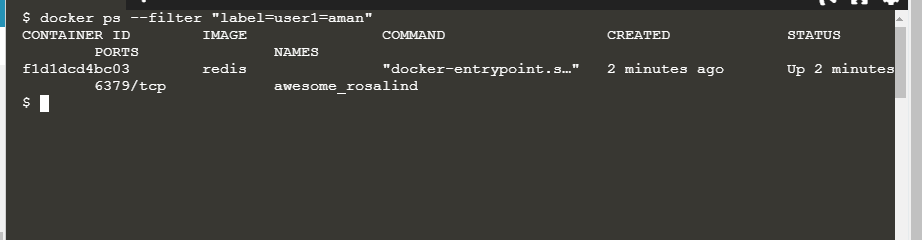 $ docker ps --filter "label=user1=aman"
CONTAINER ID IMAGE COMMAND CREATED STATUS
PORTS NAMES
f1d1dcd4bc03 redis "docker-entrypoint.s…" 2 minutes ago Up 2 minutes
6379/tcp awesome_rosalind
$